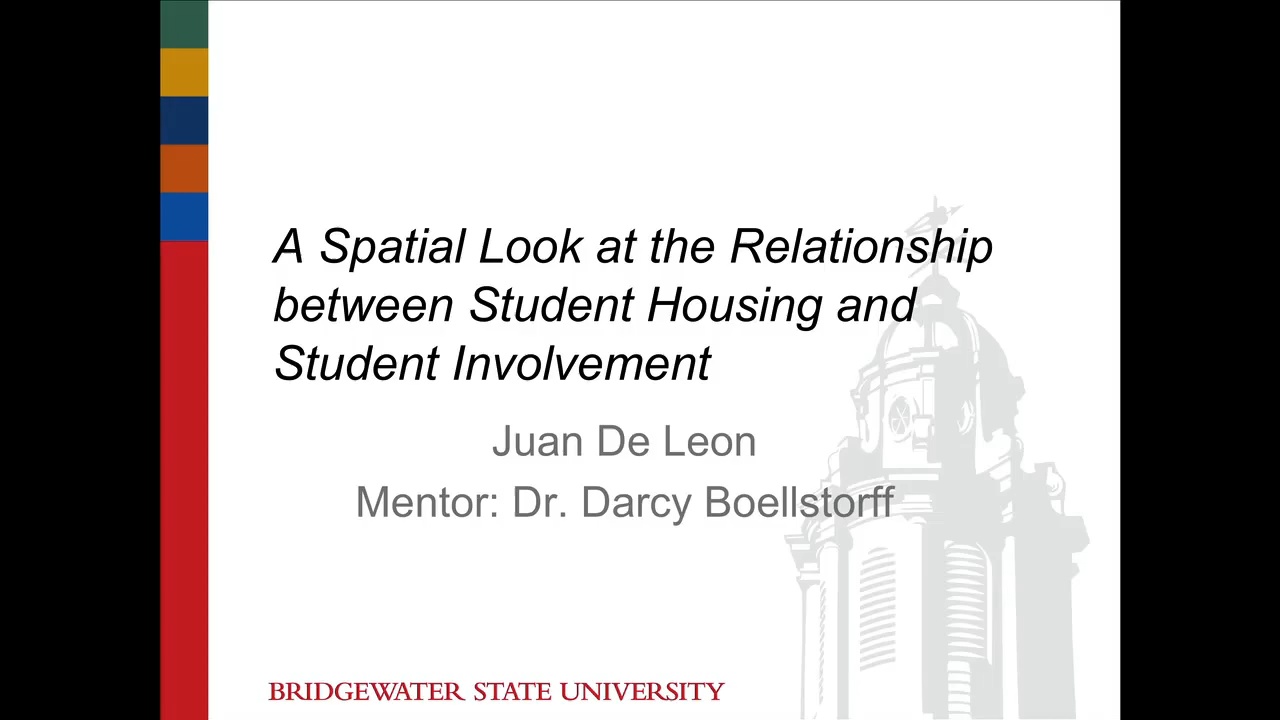 A Spatial Look at the Relationship
between Student Housing and
Student Involvement
Juan De Leon
Mentor: Dr. Darcy Boellstorff
BRIDGEWATER STATE UNIVERSITY